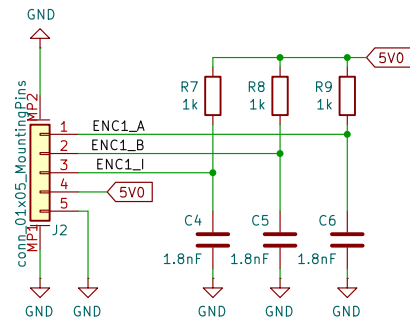 GND
5V0
R7
1k
R8
1k
R9
1k
MP2
conn_01x05_MountingPins
1
ENC1_A
2
ENC1_B
3
ENC1_I
4
5V0
5
MP1
J2
C4
1.8nF
C5
1.8nF
C6
1.8nF
GND
GND
GND
GND
GND